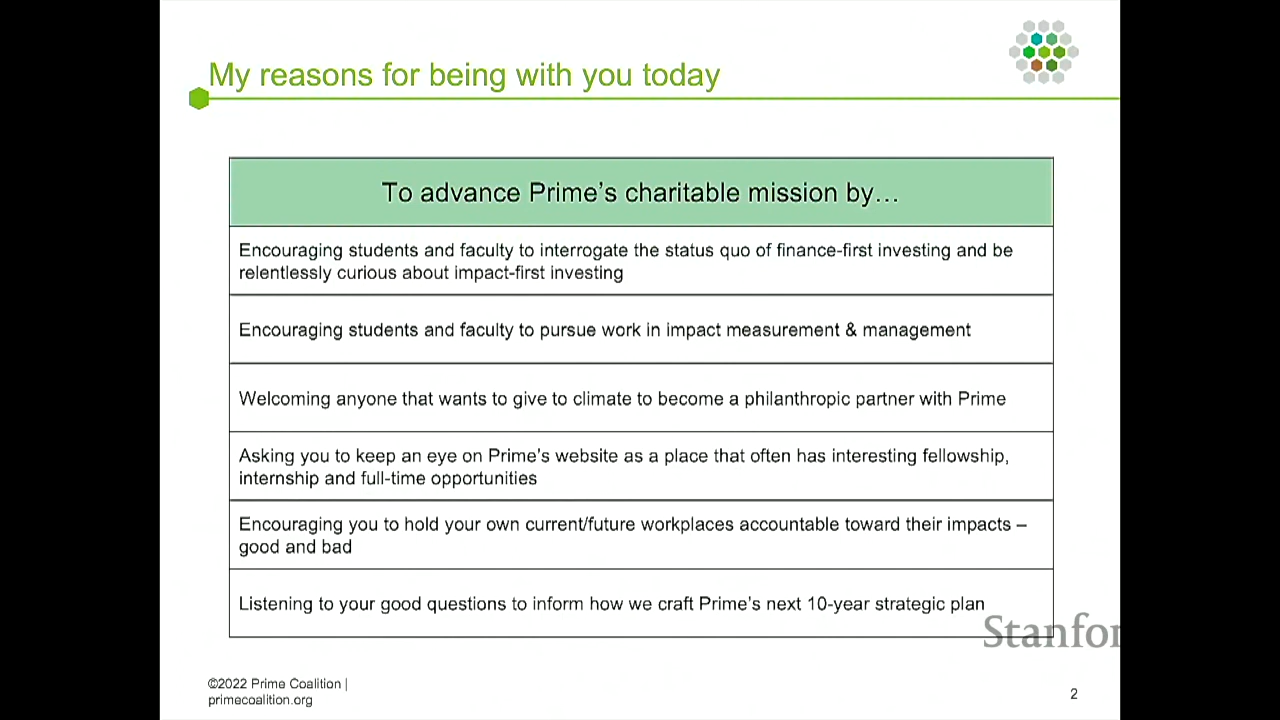 My reasons for being with you today
To advance Prime's charitable mission by…
Encouraging students and faculty to interrogate the status quo of finance-first investing and be
relentlessly curious about impact-first investing
Encouraging students and faculty to pursue work in impact measurement & management
Welcoming anyone that wants to give to climate to become a philanthropic partner with Prime
Asking you to keep an eye on Prime's website as a place that often has interesting fellowship,
internship and full-time opportunities
Encouraging you to hold your own current/future workplaces accountable toward their impacts –
good and bad
Listening to your good questions to inform how we craft Prime's next 10-year strategic plan
Stanfor
©2022 Prime Coalition |
primecoalition.org
2